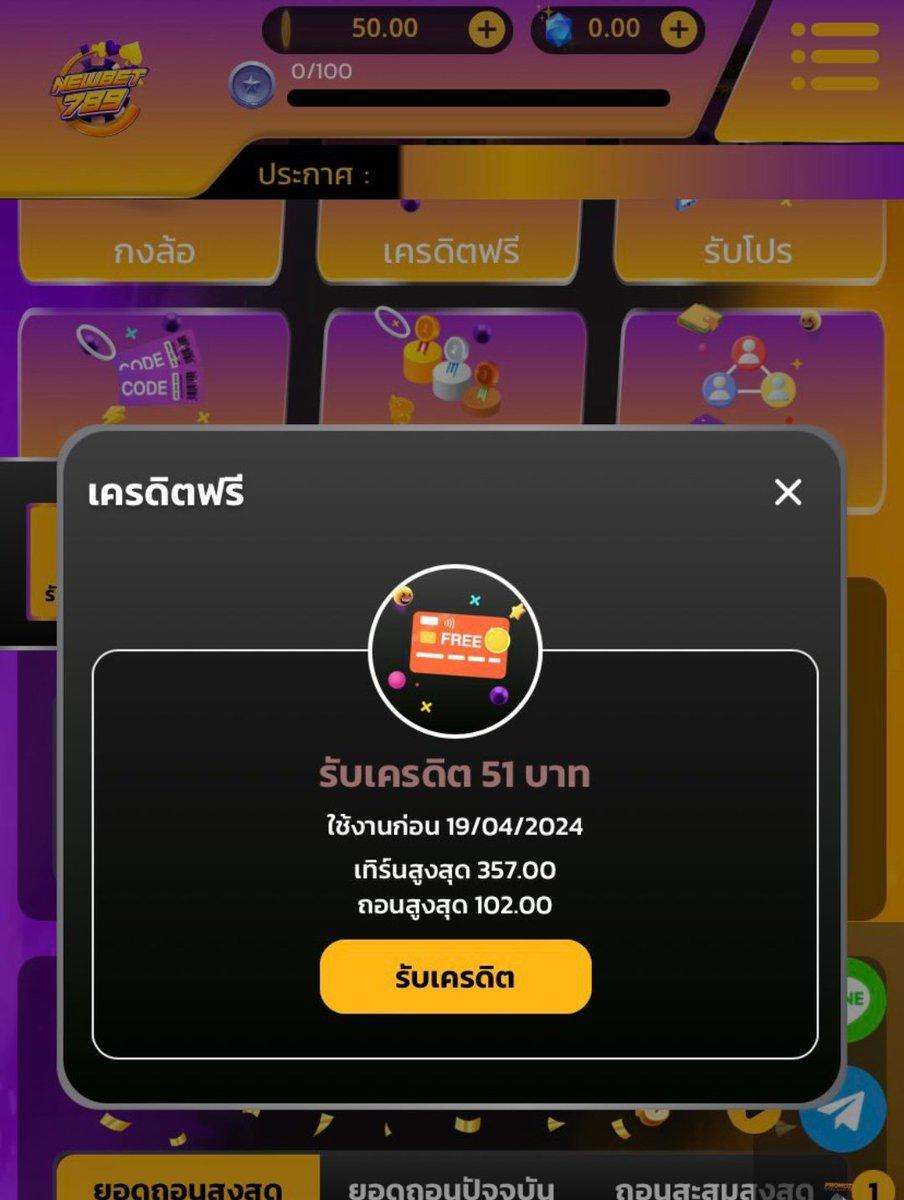 50.00
0.00
NEWBET
789
0/100
ประกาศ :
กงล้อ
เครดิตฟรี
รับโปร
CODE
CODE
เครดิตฟรี
FREE
รับเครดิต 51 บาท
ใช้งานก่อน 19/04/2024
เทิร์นสูงสุด 357.00
ถอนสูงสุด 102.00
รับเครดิต
ยอดถอนสูงสุด
ยอดถอนปัจจุบัน
ถอนสะสมสูงสุด
1